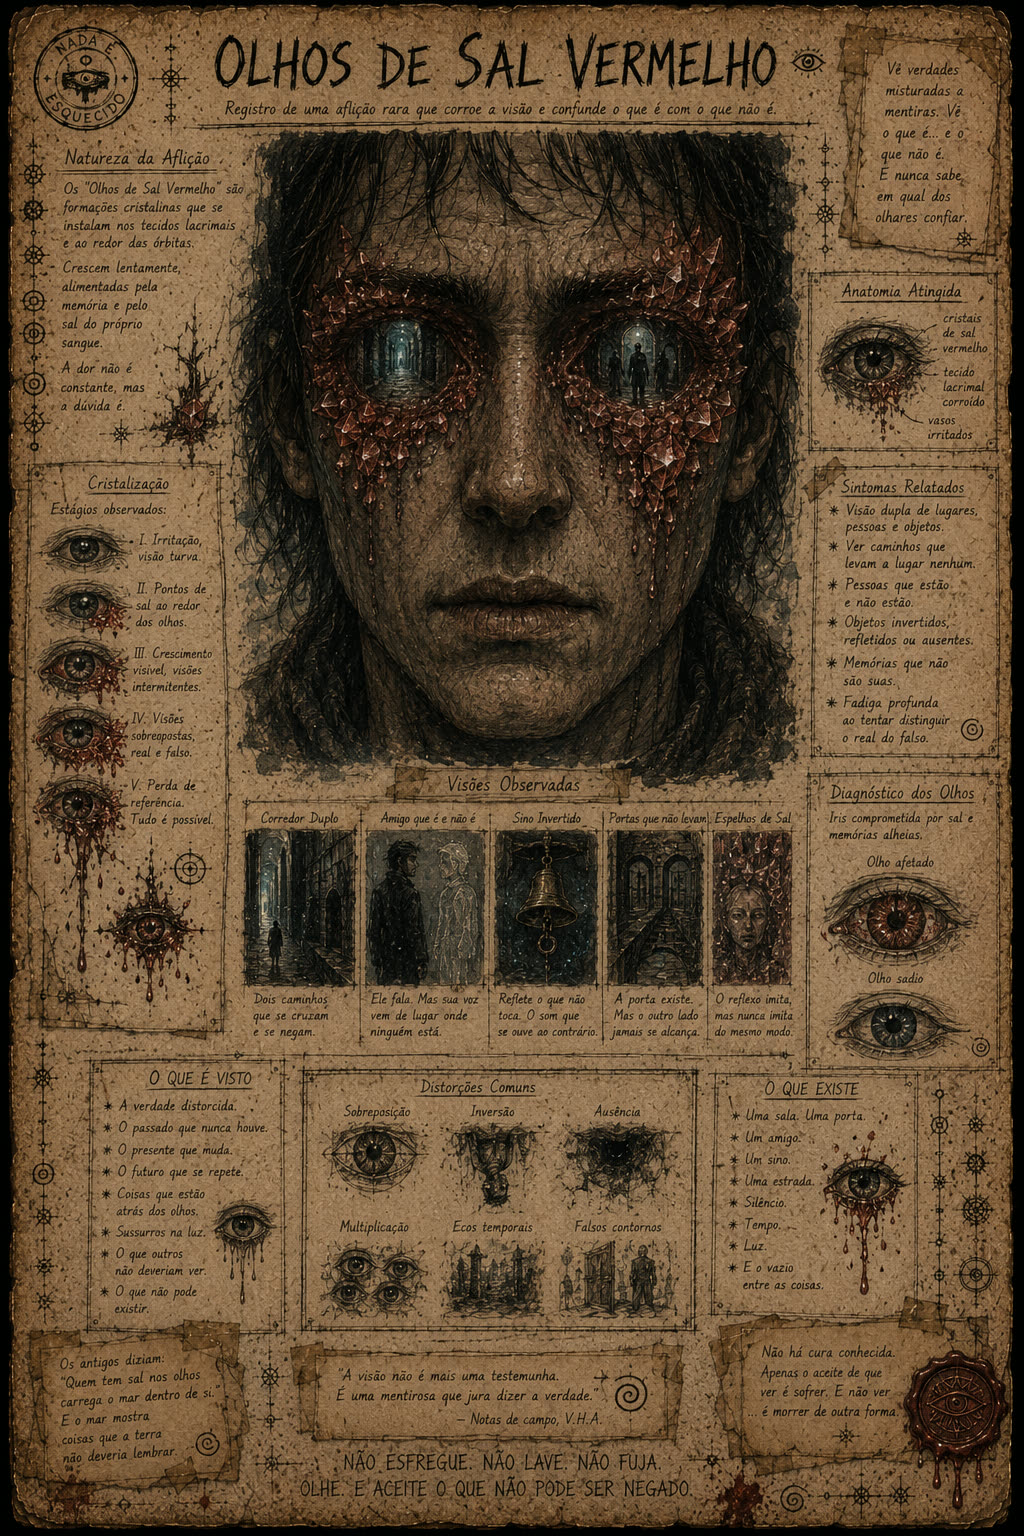 NADA É
ESQUECIDO
OLHOS DE SAL VERMELHO
Registro de uma aflição rara que corroe a visão e confunde o que é com o que não é.
Vê verdades
misturadas a
mentiras. Vê
o que é... e o
que não é.
E nunca sabe
em qual dos
olhares confiar.
Natureza da Aflição
Os "Olhos de Sal Vermelho" são
formações cristalinas que se
instalam nos tecidos lacrimais
e ao redor das órbitas.
Crescem lentamente,
alimentadas pela
memória e pelo
sal do próprio
sangue.
A dor não é
constante, mas
a dúvida é.
Anatomia Atingida
cristais
de sal
vermelho
tecido
lacrimal
corroído
vasos
irritados
Cristalização
Estágios observados:
I. Irritação,
visão turva.
II. Pontos de
sal ao redor
dos olhos.
III. Crescimento
visível, visões
intermitentes.
IV. Visões
sobrepostas,
real e falso.
V. Perda de
referência.
Tudo é possível.
Sintomas Relatados
* Visão dupla de lugares,
pessoas e objetos.
* Ver caminhos que
levam a lugar nenhum.
* Pessoas que estão
e não estão.
* Objetos invertidos,
refletidos ou ausentes.
* Memórias que não
são suas.
* Fadiga profunda
ao tentar distinguir
o real do falso.
Visões Observadas
Corredor Duplo
Dois caminhos
que se cruzam
e se negam.
Amigo que é e não é
Ele fala. Mas sua voz
vem de lugar onde
ninguém está.
Sino Invertido
Reflete o que não
toca. O som que
se ouve ao contrário.
Portas que não levam
A porta existe.
Mas o outro lado
jamais se alcança.
Espelhos de Sal
O reflexo imita,
mas nunca imita
do mesmo modo.
Diagnóstico dos Olhos
Iris comprometida por sal e
memórias alheias.
Olho afetado
Olho sadio
O QUE É VISTO
* A verdade distorcida.
* O passado que nunca houve.
* O presente que muda.
* O futuro que se repete.
* Coisas que estão
atrás dos olhos.
* Sussurros na luz.
* O que outros
não deveriam ver.
* O que não pode
existir.
Distorções Comuns
Sobreposição
Inversão
Ausência
Multiplicação
Ecos temporais
Falsos contornos
O QUE EXISTE
* Uma sala. Uma porta.
* Um amigo.
* Um sino.
* Uma estrada.
* Silêncio.
* Tempo.
* Luz.
* E o vazio
entre as coisas.
Os antigos diziam:
"Quem tem sal nos olhos
carrega o mar dentro de si."
E o mar mostra
coisas que a terra
não deveria lembrar.
"A visão não é mais uma testemunha.
É uma mentirosa que jura dizer a verdade."
— Notas de campo, V.H.A.
Não há cura conhecida.
Apenas o aceite de que
ver é sofrer. E não ver
... é morrer de outra forma.
NÃO ESFREGUE. NÃO LAVE. NÃO FUJA.
OLHE. E ACEITE O QUE NÃO PODE SER NEGADO.